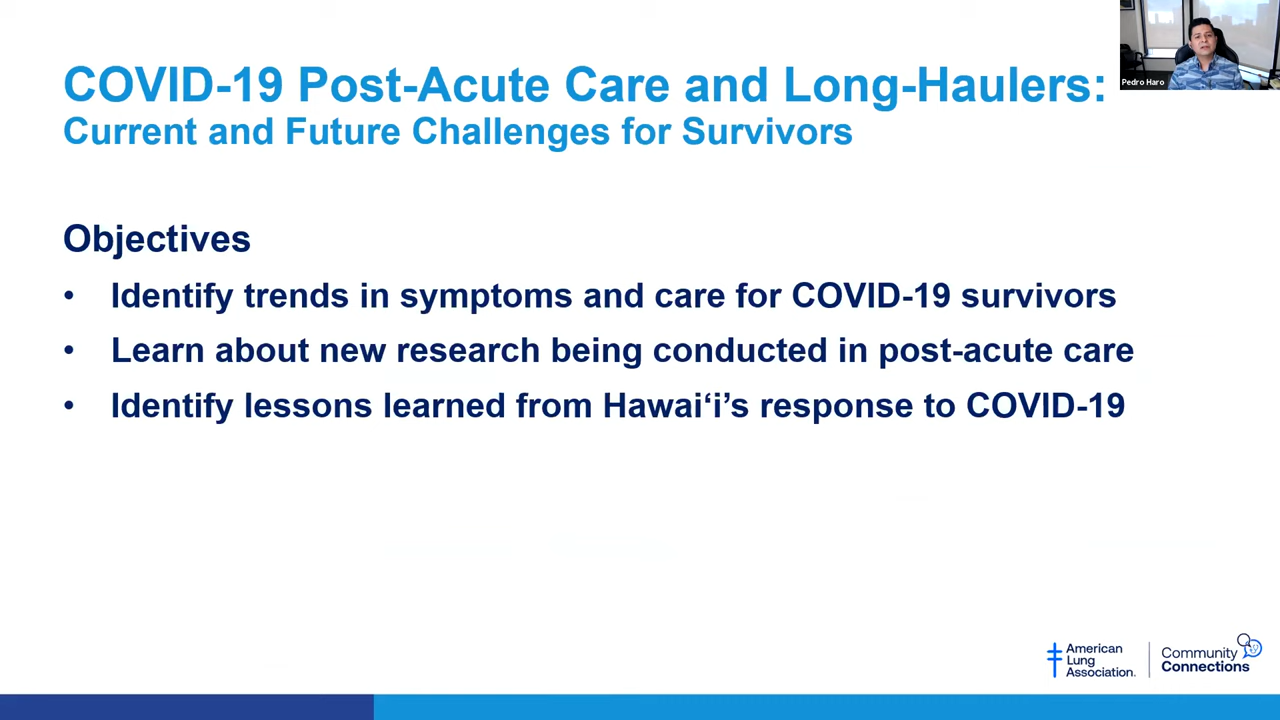 COVID-19 Post-Acute Care and Long-Haulers:
Current and Future Challenges for Survivors
Pedro Haro
Objectives
• Identify trends in symptoms and care for COVID-19 survivors
• Learn about new research being conducted in post-acute care
• Identify lessons learned from Hawai‘i’s response to COVID-19
American
Lung
Association.
Community
Connections